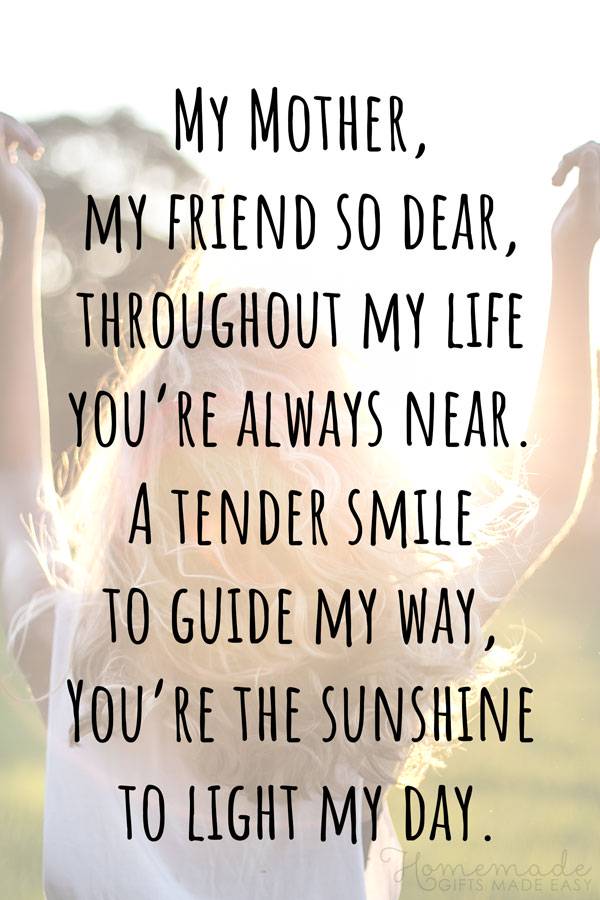 My Mother,
my friend so dear,
throughout my life
you’re always near.
A tender smile
to guide my way,
You’re the sunshine
to light my day.
Homemade
GIFTS MADE EASY